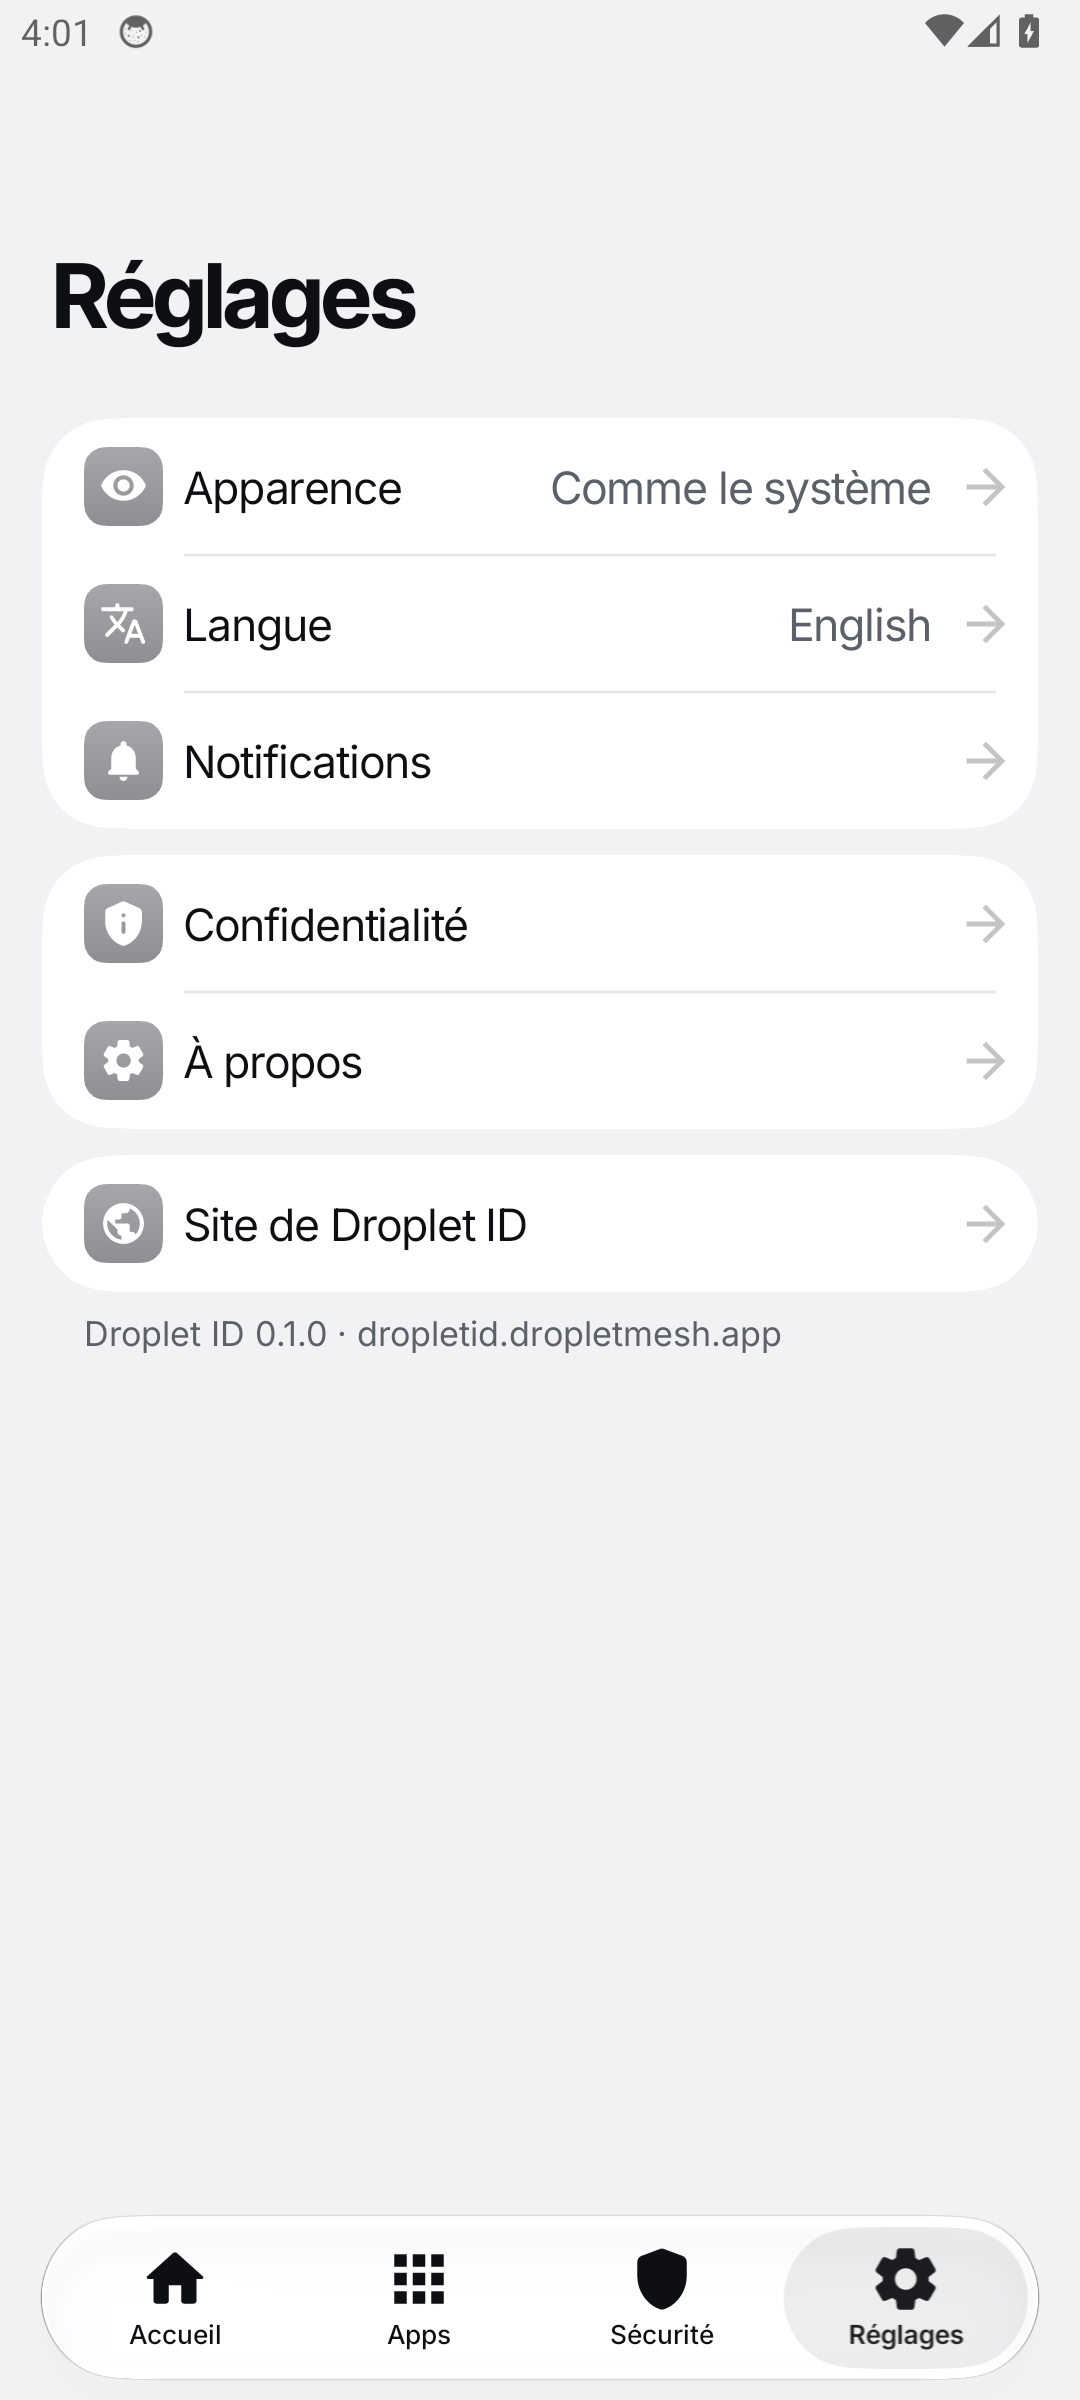 4:01
Réglages
Apparence Comme le système
Langue English
Notifications
Confidentialité
À propos
Site de Droplet ID
Droplet ID 0.1.0 · dropletid.dropletmesh.app
Accueil Apps Sécurité Réglages